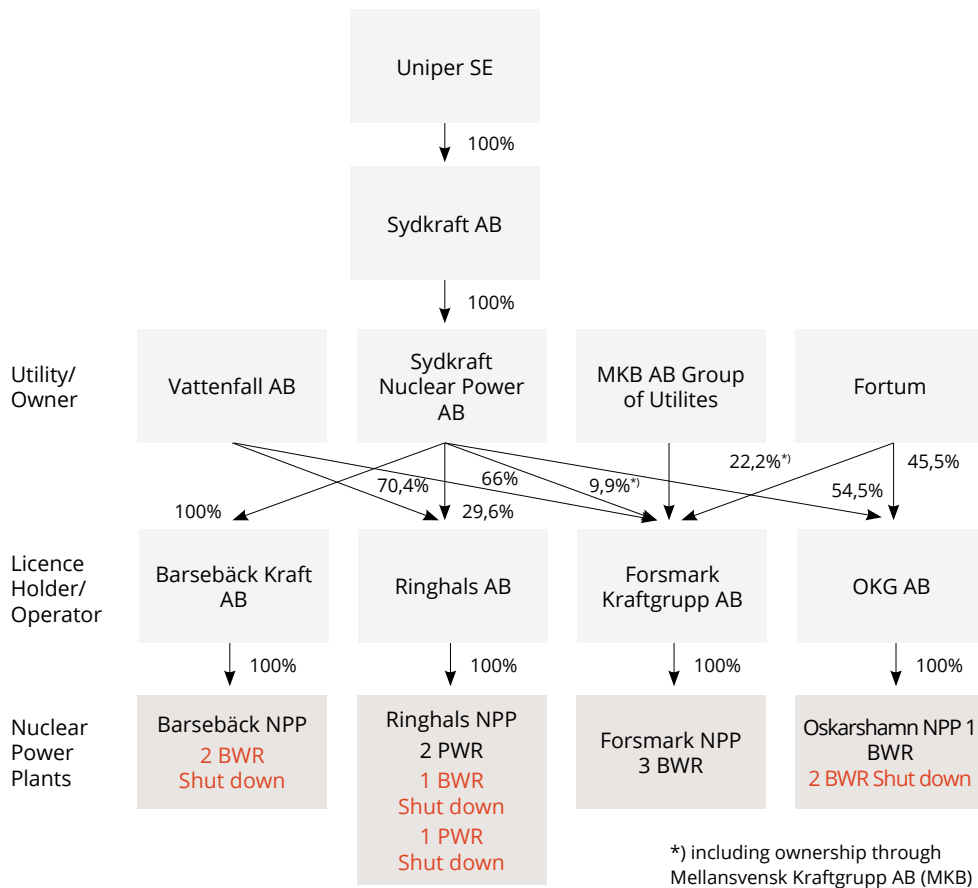 Uniper SE
100%
Sydkraft AB
100%
Utility/
Owner
Vattenfall AB
Sydkraft
Nuclear Power
AB
MKB AB Group
of Utilites
Fortum
22,2%*)
45,5%
70,4%
66%
9,9%*)
54,5%
100%
29,6%
Licence
Holder/
Operator
Barsebäck Kraft
AB
Ringhals AB
Forsmark
Kraftgrupp AB
OKG AB
100%
100%
100%
100%
Nuclear
Power
Plants
Barsebäck NPP
2 BWR
Shut down
Ringhals NPP
2 PWR
1 BWR
Shut down
1 PWR
Shut down
Forsmark NPP
3 BWR
Oskarshamn NPP 1
BWR
2 BWR Shut down
*) including ownership through
Mellansvensk Kraftgrupp AB (MKB)